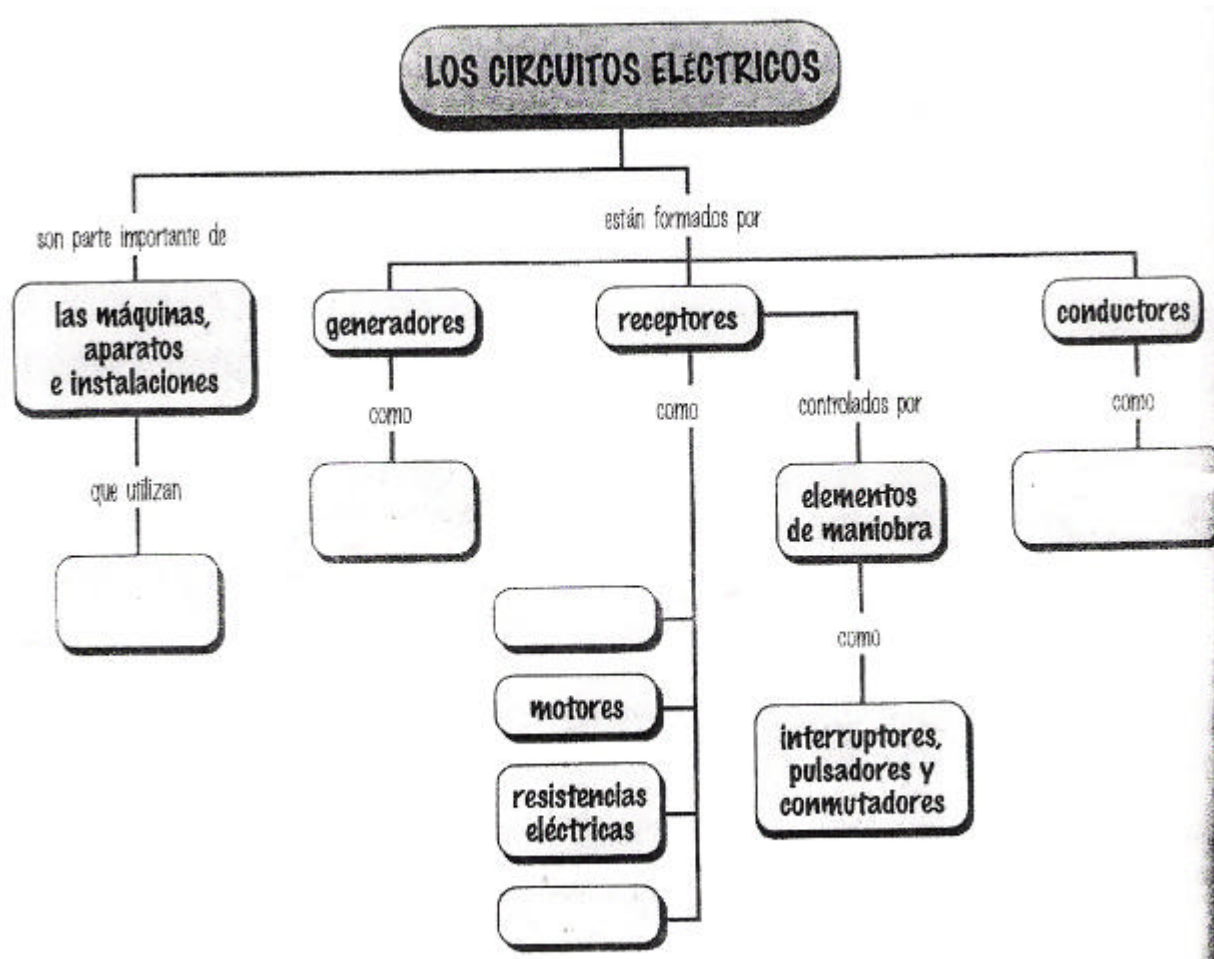 LOS CIRCUITOS ELÉCTRICOS
son parte importante de
están formados por
las máquinas,
aparatos
e instalaciones
generadores
receptores
conductores
que utilizan
como
como
controlados por
como
elementos
de maniobra
como
motores
resistencias
eléctricas
interruptores,
pulsadores y
conmutadores